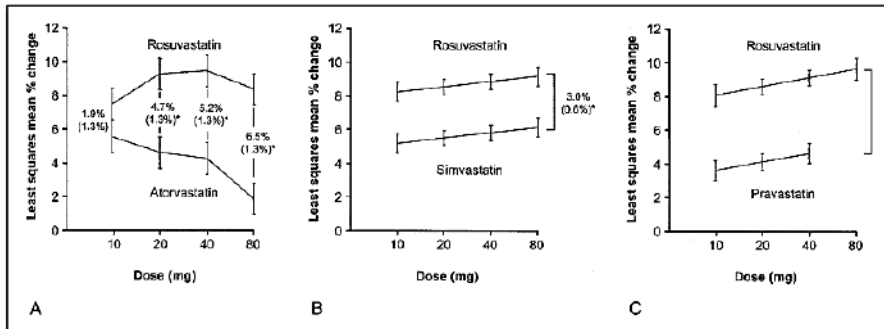 Least squares mean % change
12
10
8
6
4
2
0
Rosuvastatin
1.9%
(1.3%)
4.7%
(1.3%)*
5.2%
(1.3%)*
6.5%
(1.3%)*
Atorvastatin
10 20 40 80
Dose (mg)
A
Least squares mean % change
12
10
8
6
4
2
0
Rosuvastatin
3.0%
(0.6%)*
Simvastatin
10 20 40 80
Dose (mg)
B
Least squares mean % change
12
10
8
6
4
2
0
Rosuvastatin
Pravastatin
10 20 40 80
Dose (mg)
C